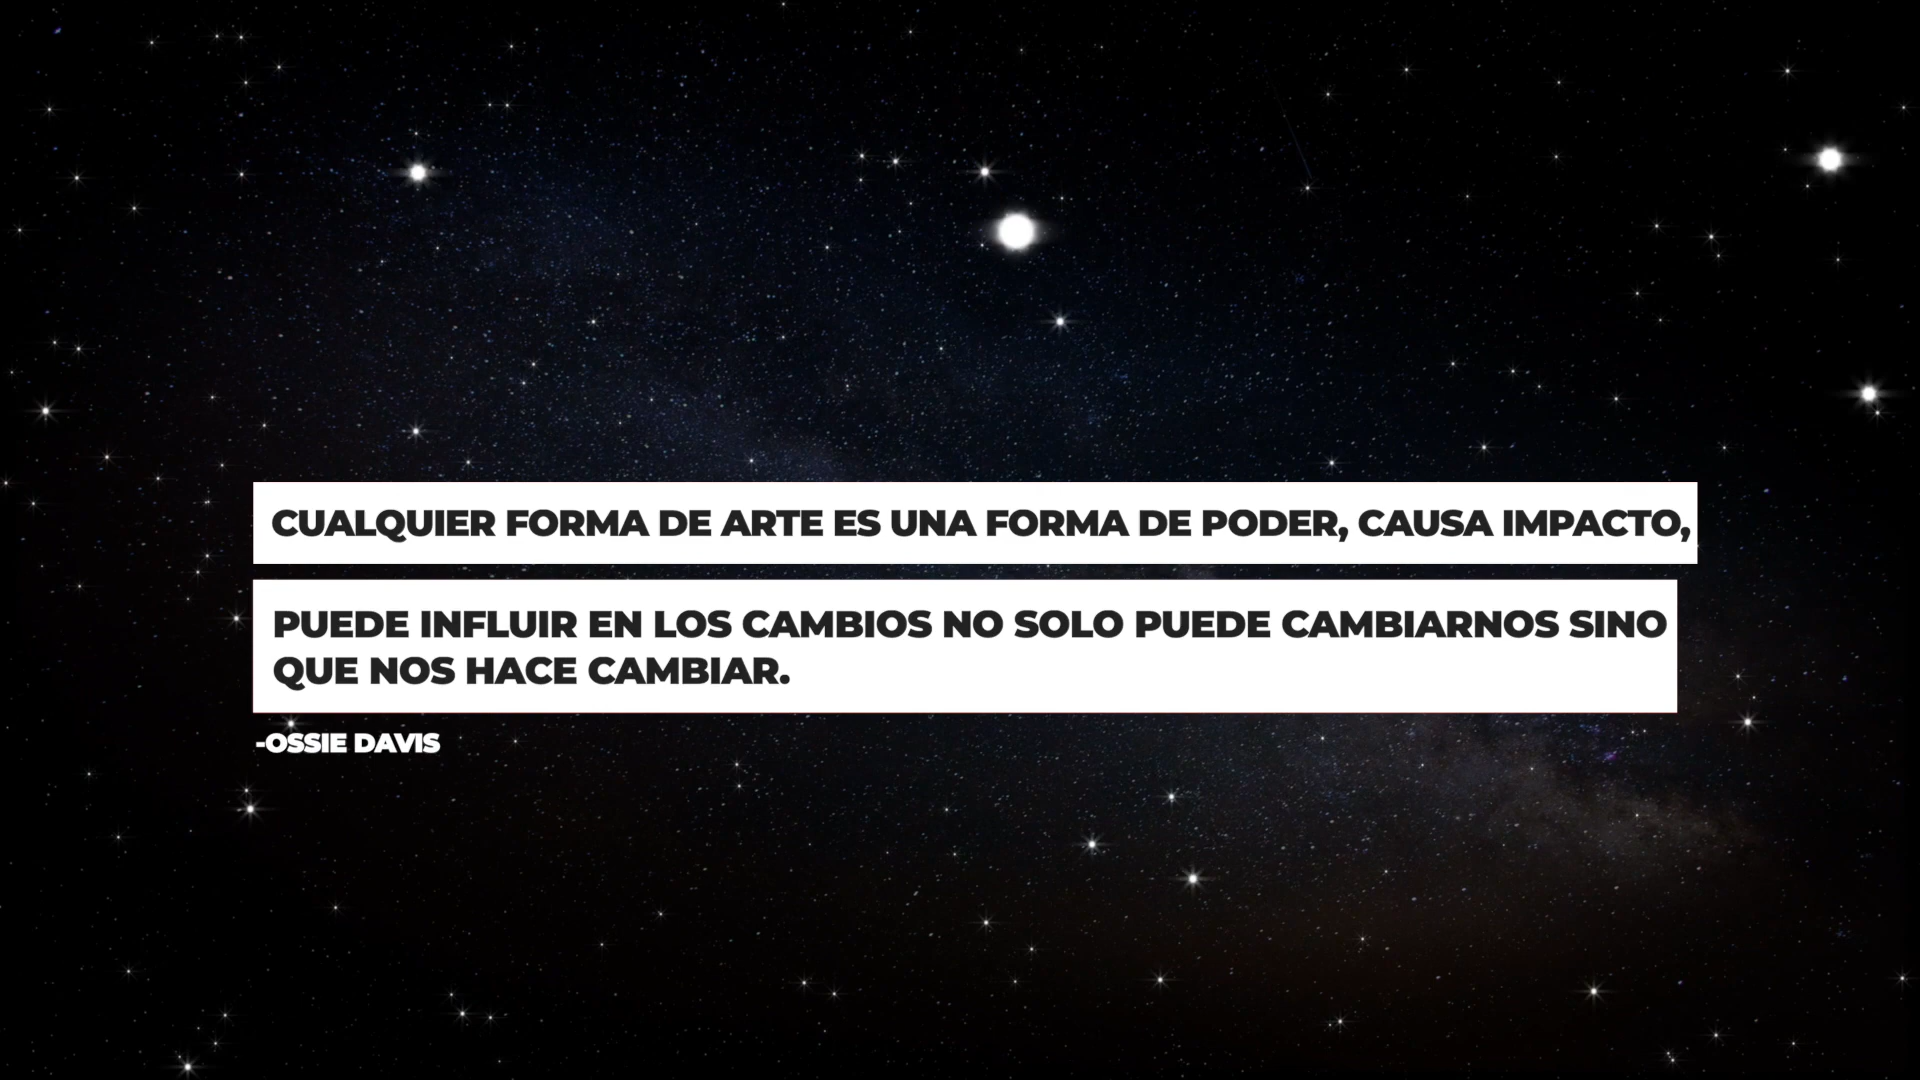 CUALQUIER FORMA DE ARTE ES UNA FORMA DE PODER, CAUSA IMPACTO,
PUEDE INFLUIR EN LOS CAMBIOS NO SOLO PUEDE CAMBIARNOS SINO
QUE NOS HACE CAMBIAR.
-OSSIE DAVIS